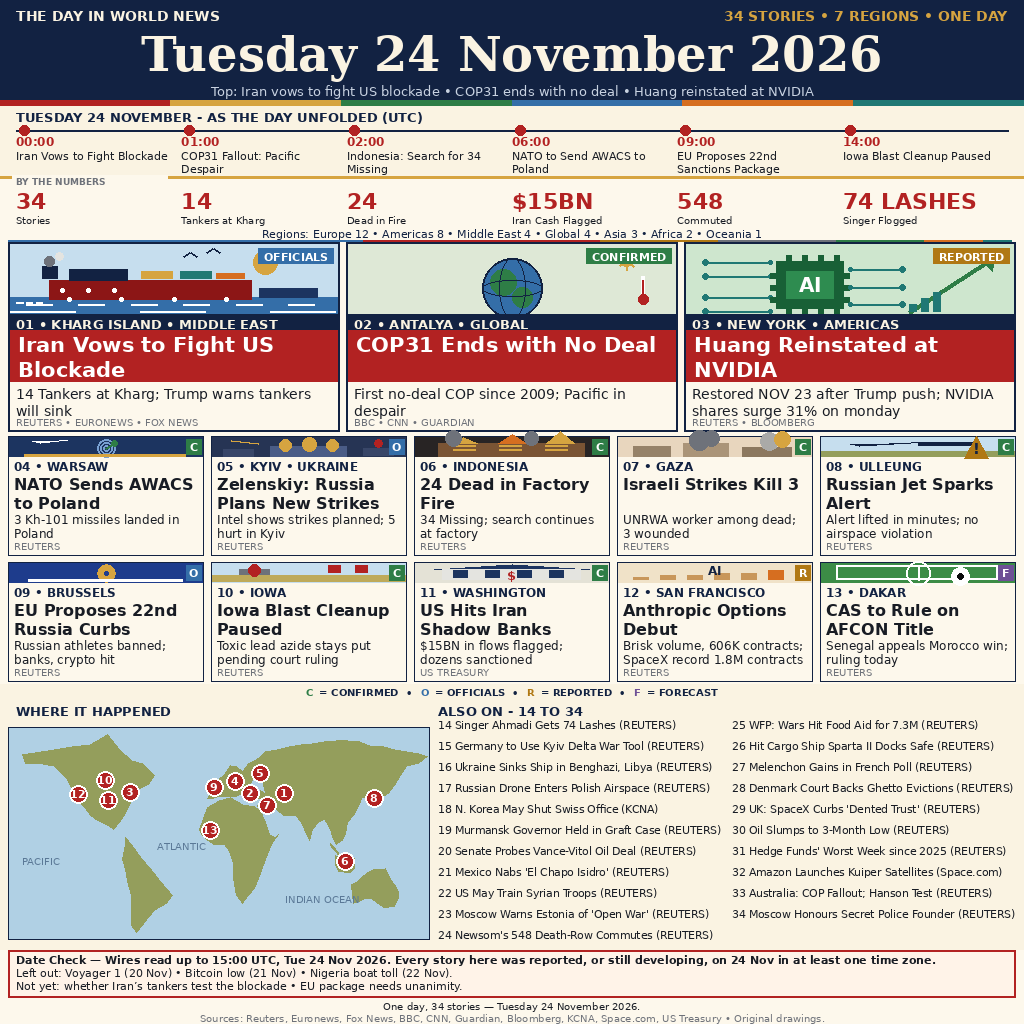 THE DAY IN WORLD NEWS
34 STORIES • 7 REGIONS • ONE DAY
Tuesday 24 November 2026
Top: Iran vows to fight US blockade • COP31 ends with no deal • Huang reinstated at NVIDIA
TUESDAY 24 NOVEMBER - AS THE DAY UNFOLDED (UTC)
00:00
Iran Vows to Fight Blockade
01:00
COP31 Fallout: Pacific
Despair
02:00
Indonesia: Search for 34
Missing
06:00
NATO to Send AWACS to
Poland
09:00
EU Proposes 22nd
Sanctions Package
14:00
Iowa Blast Cleanup Paused
BY THE NUMBERS
34
Stories
14
Tankers at Kharg
24
Dead in Fire
$15BN
Iran Cash Flagged
548
Commuted
74 LASHES
Singer Flogged
Regions: Europe 12 • Americas 8 • Middle East 4 • Global 4 • Asia 3 • Africa 2 • Oceania 1
OFFICIALS
01 • KHARG ISLAND • MIDDLE EAST
Iran Vows to Fight US
Blockade
14 Tankers at Kharg; Trump warns tankers
will sink
REUTERS • EURONEWS • FOX NEWS
CONFIRMED
02 • ANTALYA • GLOBAL
COP31 Ends with No Deal
First no-deal COP since 2009; Pacific in
despair
BBC • CNN • GUARDIAN
REPORTED
AI
03 • NEW YORK • AMERICAS
Huang Reinstated at
NVIDIA
Restored NOV 23 after Trump push; NVIDIA
shares surge 31% on monday
REUTERS • BLOOMBERG
C
04 • WARSAW
NATO Sends AWACS
to Poland
3 Kh-101 missiles landed in
Poland
REUTERS
O
05 • KYIV • UKRAINE
Zelenskiy: Russia
Plans New Strikes
Intel shows strikes planned; 5
hurt in Kyiv
REUTERS
C
06 • INDONESIA
24 Dead in Factory
Fire
34 Missing; search continues
at factory
REUTERS
C
07 • GAZA
Israeli Strikes Kill 3
UNRWA worker among dead;
3 wounded
REUTERS
!
C
08 • ULLEUNG
Russian Jet Sparks
Alert
Alert lifted in minutes; no
airspace violation
REUTERS
O
09 • BRUSSELS
EU Proposes 22nd
Russia Curbs
Russian athletes banned;
banks, crypto hit
REUTERS
C
10 • IOWA
Iowa Blast Cleanup
Paused
Toxic lead azide stays put
pending court ruling
REUTERS
$
C
11 • WASHINGTON
US Hits Iran
Shadow Banks
$15BN in flows flagged;
dozens sanctioned
US TREASURY
AI
R
12 • SAN FRANCISCO
Anthropic Options
Debut
Brisk volume, 606K contracts;
SpaceX record 1.8M contracts
REUTERS
F
13 • DAKAR
CAS to Rule on
AFCON Title
Senegal appeals Morocco win;
ruling today
REUTERS
C = CONFIRMED • O = OFFICIALS • R = REPORTED • F = FORECAST
WHERE IT HAPPENED
10
12
11
3
9
4
5
2
7
1
8
13
6
PACIFIC
ATLANTIC
INDIAN OCEAN
ALSO ON - 14 TO 34
14 Singer Ahmadi Gets 74 Lashes (REUTERS)
15 Germany to Use Kyiv Delta War Tool (REUTERS)
16 Ukraine Sinks Ship in Benghazi, Libya (REUTERS)
17 Russian Drone Enters Polish Airspace (REUTERS)
18 N. Korea May Shut Swiss Office (KCNA)
19 Murmansk Governor Held in Graft Case (REUTERS)
20 Senate Probes Vance-Vitol Oil Deal (REUTERS)
21 Mexico Nabs 'El Chapo Isidro' (REUTERS)
22 US May Train Syrian Troops (REUTERS)
23 Moscow Warns Estonia of 'Open War' (REUTERS)
24 Newsom's 548 Death-Row Commutes (REUTERS)
25 WFP: Wars Hit Food Aid for 7.3M (REUTERS)
26 Hit Cargo Ship Sparta II Docks Safe (REUTERS)
27 Melenchon Gains in French Poll (REUTERS)
28 Denmark Court Backs Ghetto Evictions (REUTERS)
29 UK: SpaceX Curbs 'Dented Trust' (REUTERS)
30 Oil Slumps to 3-Month Low (REUTERS)
31 Hedge Funds' Worst Week since 2025 (REUTERS)
32 Amazon Launches Kuiper Satellites (Space.com)
33 Australia: COP Fallout; Hanson Test (REUTERS)
34 Moscow Honours Secret Police Founder (REUTERS)
Date Check — Wires read up to 15:00 UTC, Tue 24 Nov 2026. Every story here was reported, or still developing, on 24 Nov in at least one time zone.
Left out: Voyager 1 (20 Nov) • Bitcoin low (21 Nov) • Nigeria boat toll (22 Nov).
Not yet: whether Iran's tankers test the blockade • EU package needs unanimity.
One day, 34 stories — Tuesday 24 November 2026.
Sources: Reuters, Euronews, Fox News, BBC, CNN, Guardian, Bloomberg, KCNA, Space.com, US Treasury • Original drawings.